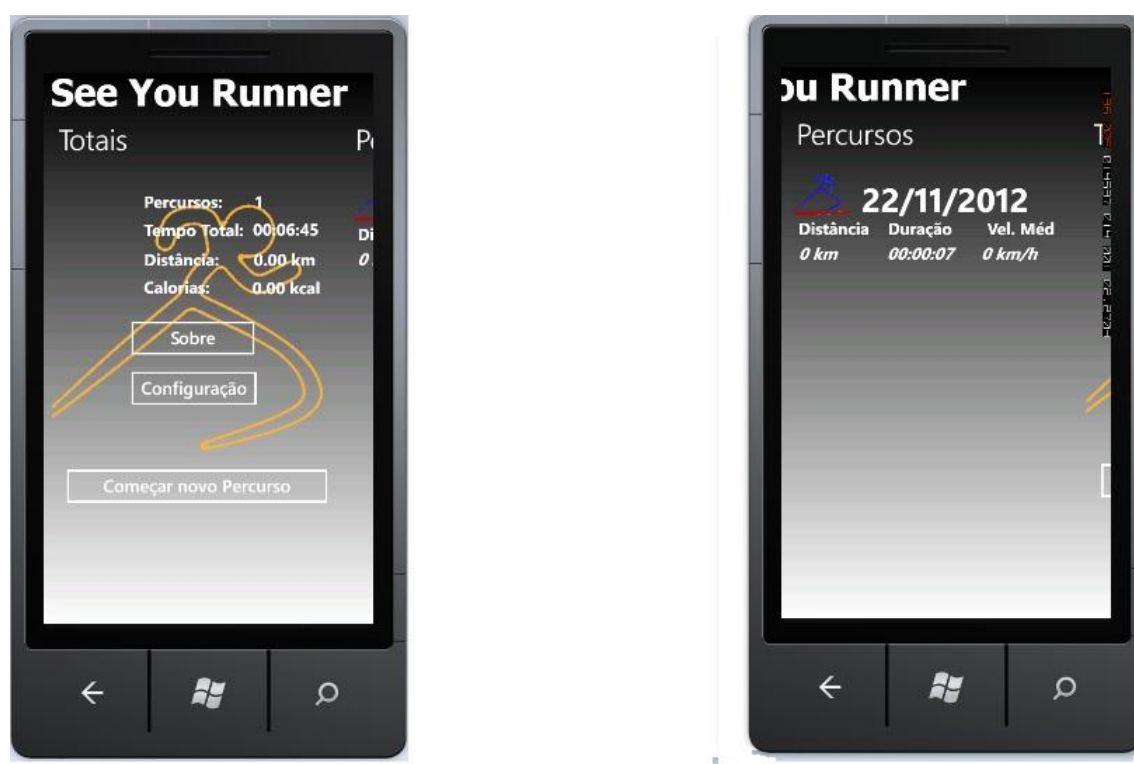 See You Runner
Totais
Percursos: 1
Tempo Total: 00:06:45
Distância: 0.00 km
Calorias: 0.00 kcal
Sobre
Configuração
Começar novo Percurso
ou Runner
Percursos
22/11/2012
Distância Duração Vel. Méd
0 km 00:00:07 0 km/h